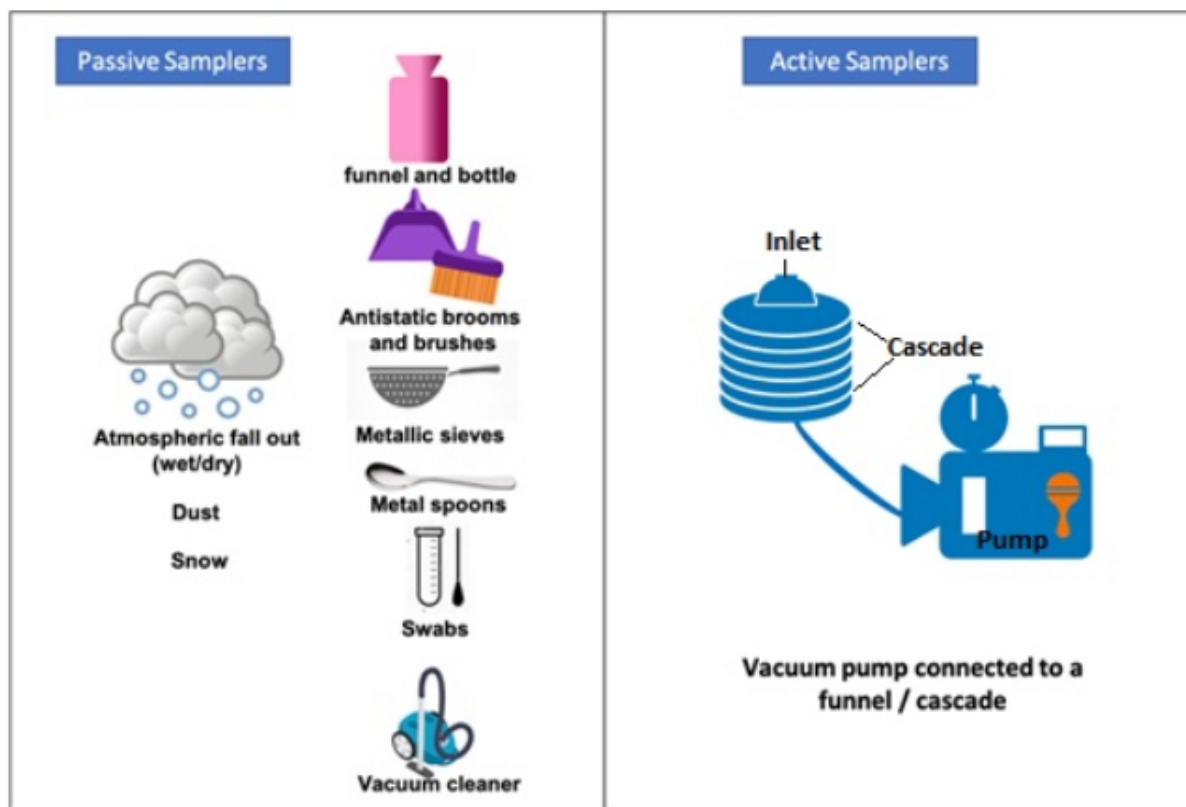 Passive Samplers
funnel and bottle
Antistatic brooms
and brushes
Metallic sieves
Metal spoons
Swabs
Vacuum cleaner
Atmospheric fall out
(wet/dry)
Dust
Snow
Active Samplers
Inlet
Cascade
Pump
Vacuum pump connected to a
funnel / cascade